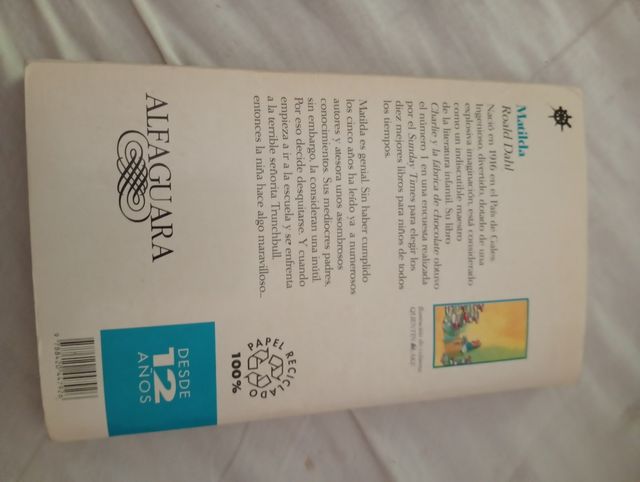 Matilda
Roald Dahl
Nació en 1916 en el País de Gales.
Ingenioso, divertido, dotado de una
explosiva imaginación, está considerado
como un indiscutible maestro
de la literatura infantil. Su libro
Charlie y la fábrica de chocolate obtuvo
el número 1 en una encuesta realizada
por el Sunday Times para elegir los
diez mejores libros para niños de todos
los tiempos.
Ilustración de cubierta:
QUENTIN BLAKE
Matilda es genial. Sin haber cumplido
los cinco años ha leído ya a numerosos
autores y atesora unos asombrosos
conocimientos. Sus mediocres padres,
sin embargo, la consideran una inútil.
Por eso decide desquitarse. Y cuando
empieza a ir a la escuela y se enfrenta
a la terrible señorita Trunchbull,
entonces la niña hace algo maravilloso...
PAPEL RECICLADO
100%
ALFAGUARA
DESDE
12
AÑOS